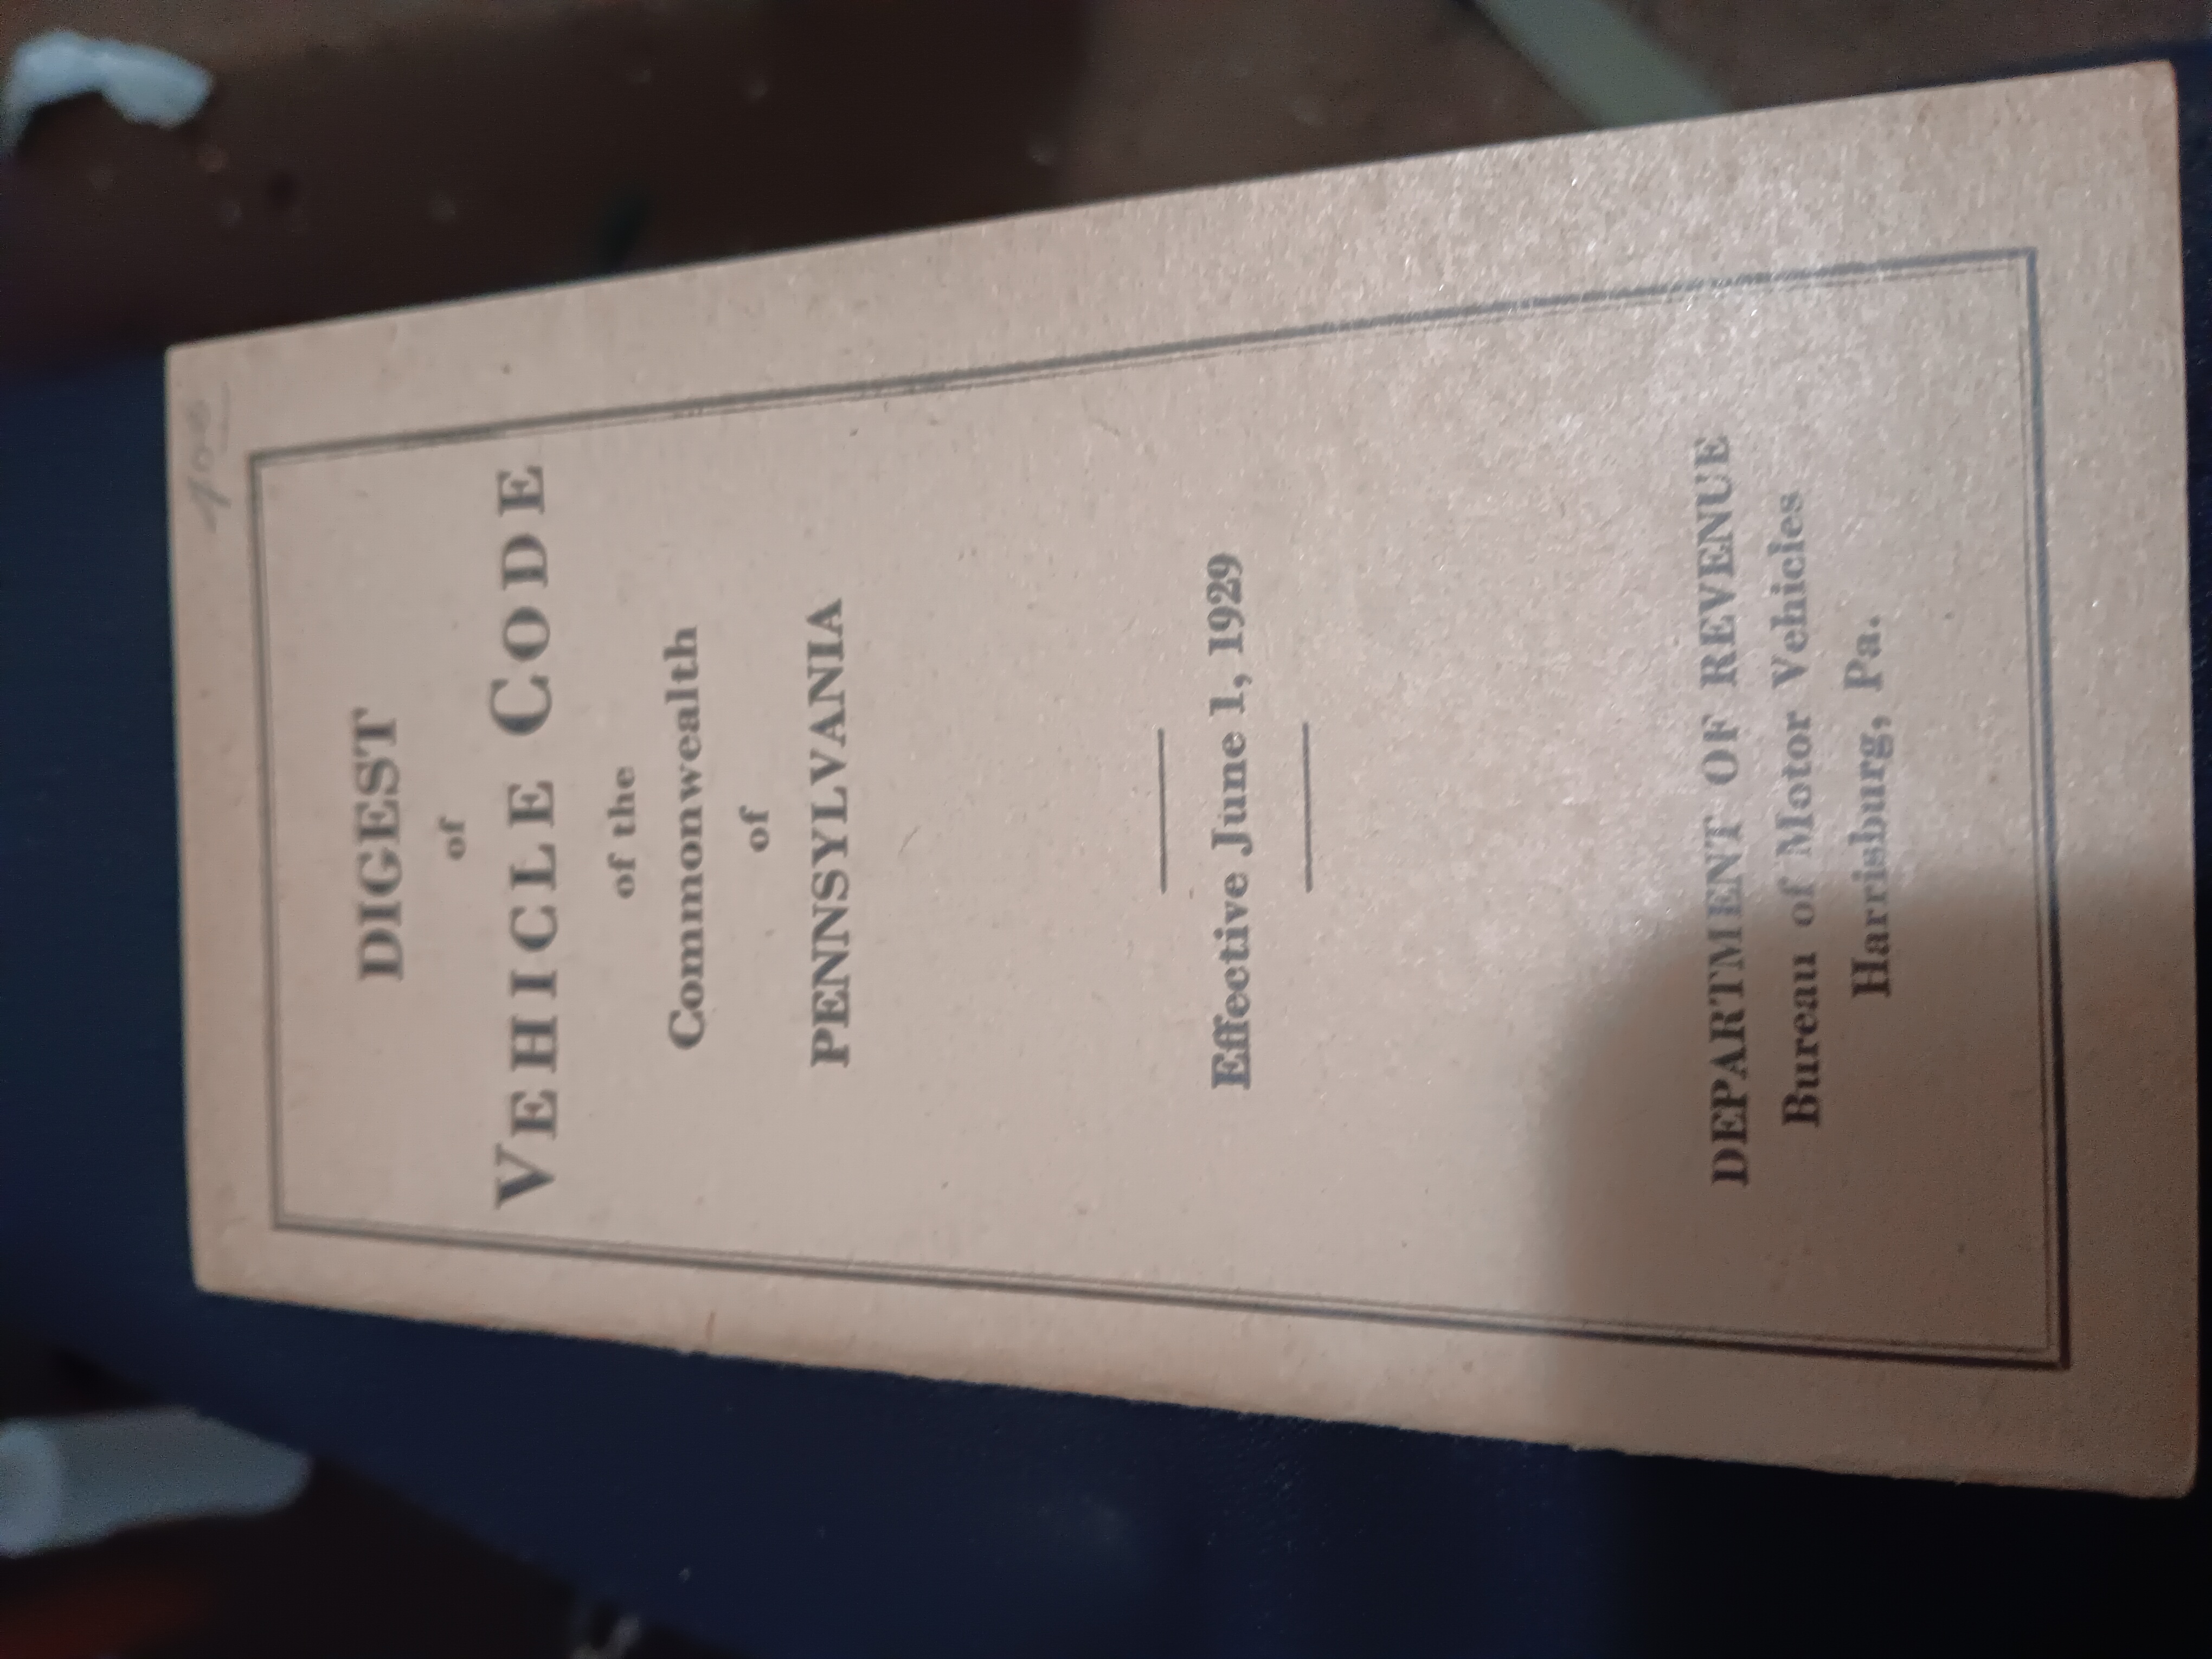 DIGEST
of
VEHICLE CODE
of the
Commonwealth
of
PENNSYLVANIA
Effective June 1, 1929
DEPARTMENT OF REVENUE
Bureau of Motor Vehicles
Harrisburg, Pa.